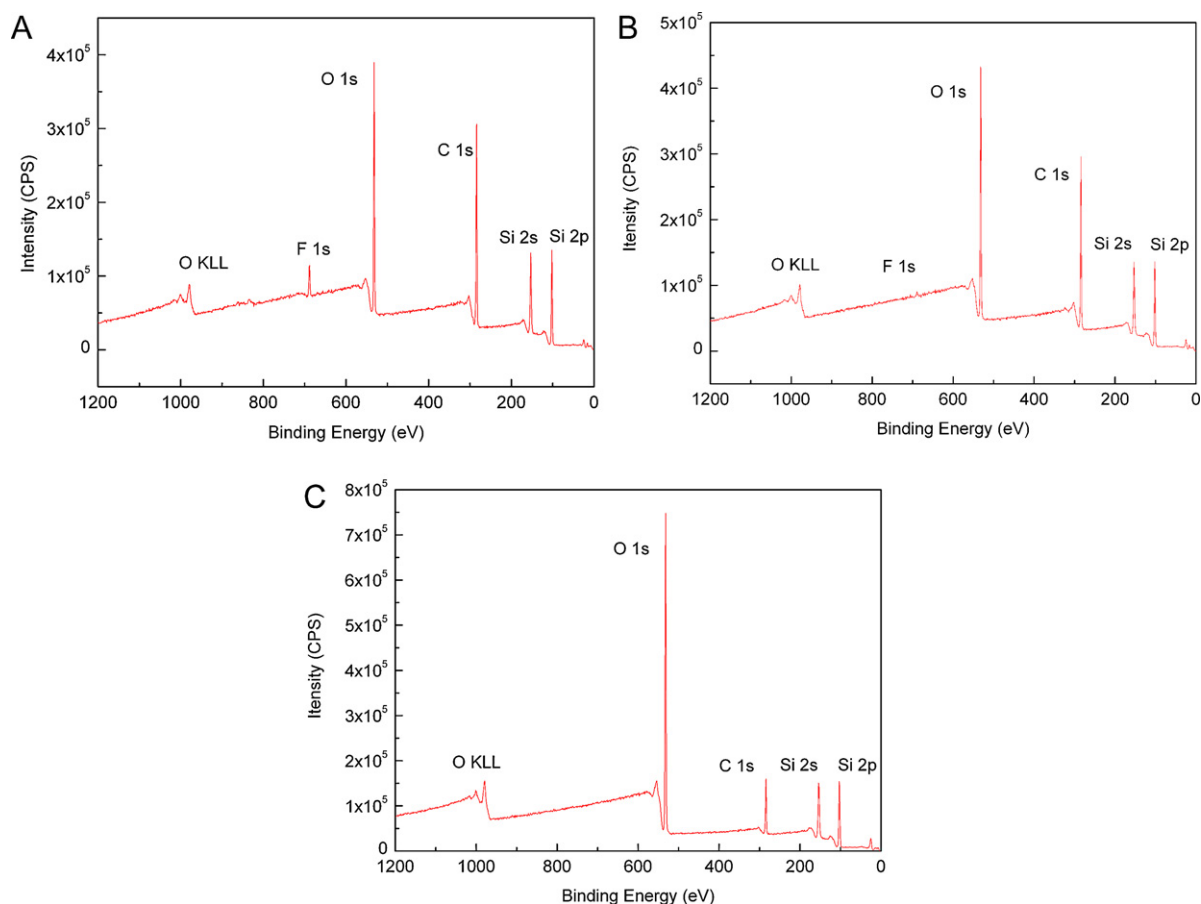 A
4x10⁵
3x10⁵
2x10⁵
1x10⁵
0
Intensity (CPS)
O KLL
F 1s
O 1s
C 1s
Si 2s
Si 2p
1200 1000 800 600 400 200 0
Binding Energy (eV)
B
5x10⁵
4x10⁵
3x10⁵
2x10⁵
1x10⁵
0
Itensity (CPS)
O KLL
F 1s
O 1s
C 1s
Si 2s
Si 2p
1200 1000 800 600 400 200 0
Binding Energy (eV)
C
8x10⁵
7x10⁵
6x10⁵
5x10⁵
4x10⁵
3x10⁵
2x10⁵
1x10⁵
0
Itensity (CPS)
O KLL
O 1s
C 1s
Si 2s
Si 2p
1200 1000 800 600 400 200 0
Binding Energy (eV)